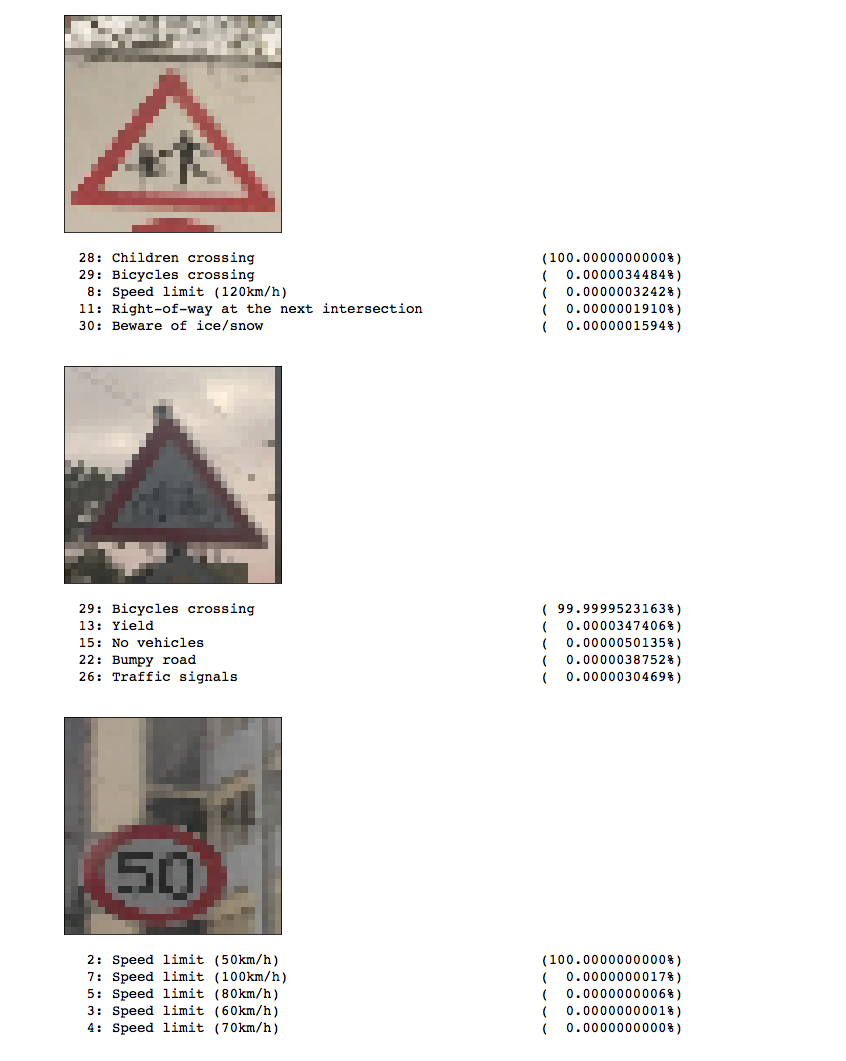 28: Children crossing (100.0000000000%)
29: Bicycles crossing ( 0.0000034484%)
8: Speed limit (120km/h) ( 0.0000003242%)
11: Right-of-way at the next intersection ( 0.0000001910%)
30: Beware of ice/snow ( 0.0000001594%)
29: Bicycles crossing ( 99.9999523163%)
13: Yield ( 0.0000347406%)
15: No vehicles ( 0.0000050135%)
22: Bumpy road ( 0.0000038752%)
26: Traffic signals ( 0.0000030469%)
50
2: Speed limit (50km/h) (100.0000000000%)
7: Speed limit (100km/h) ( 0.0000000017%)
5: Speed limit (80km/h) ( 0.0000000006%)
3: Speed limit (60km/h) ( 0.0000000001%)
4: Speed limit (70km/h) ( 0.0000000000%)